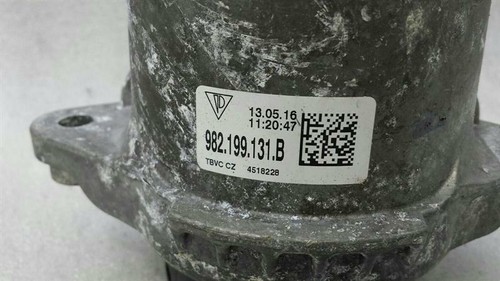 13.05.16
11:20:47
982.199.131.B
TBVC CZ 4518228